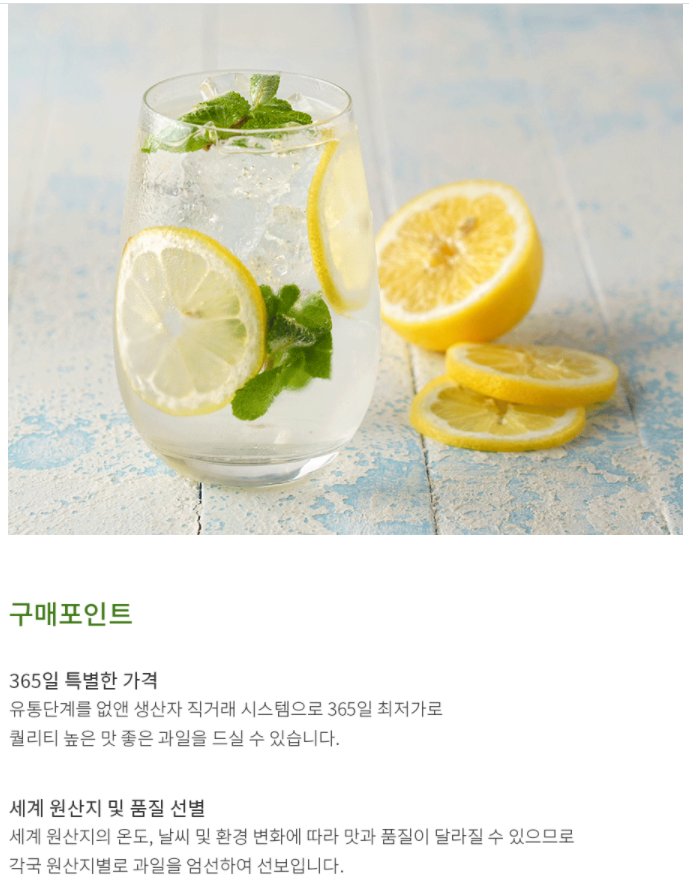 구매포인트
365일 특별한 가격
유통단계를 없앤 생산자 직거래 시스템으로 365일 최저가로
퀄리티 높은 맛 좋은 과일을 드실 수 있습니다.
세계 원산지 및 품질 선별
세계 원산지의 온도, 날씨 및 환경 변화에 따라 맛과 품질이 달라질 수 있으므로
각국 원산지별로 과일을 엄선하여 선보입니다.